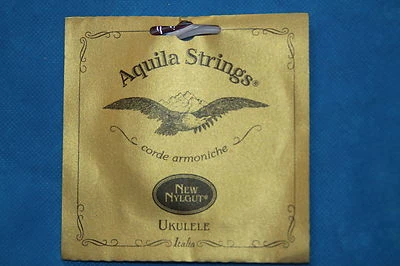 Aquila Strings®
corde armoniche
NEW
NYLGUT®
UKULELE
Italia